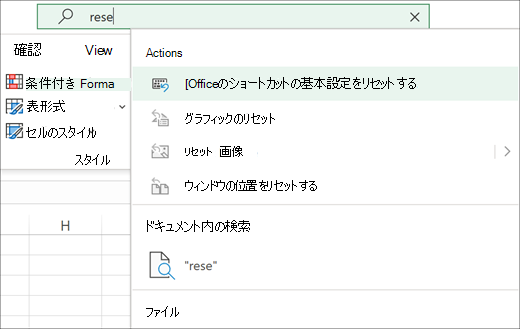 rese
確認 View
Actions
条件付き Forma
[Officeのショートカットの基本設定をリセットする
表形式
グラフィックのリセット
セルのスタイル
リセット 画像
スタイル
ウィンドウの位置をリセットする
H
ドキュメント内の検索
"rese"
ファイル